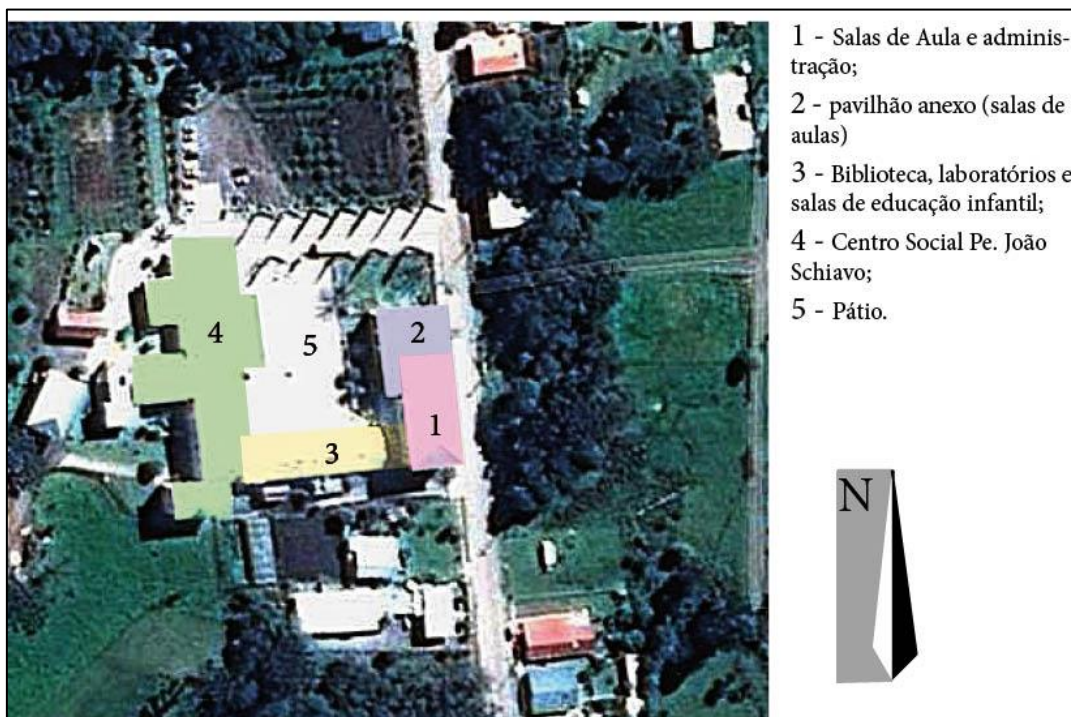 1 - Salas de Aula e adminis-
tração;
2 - pavilhão anexo (salas de
aulas)
3 - Biblioteca, laboratórios e
salas de educação infantil;
4 - Centro Social Pe. João
Schiavo;
5 - Pátio.
4
5
2
1
3
N